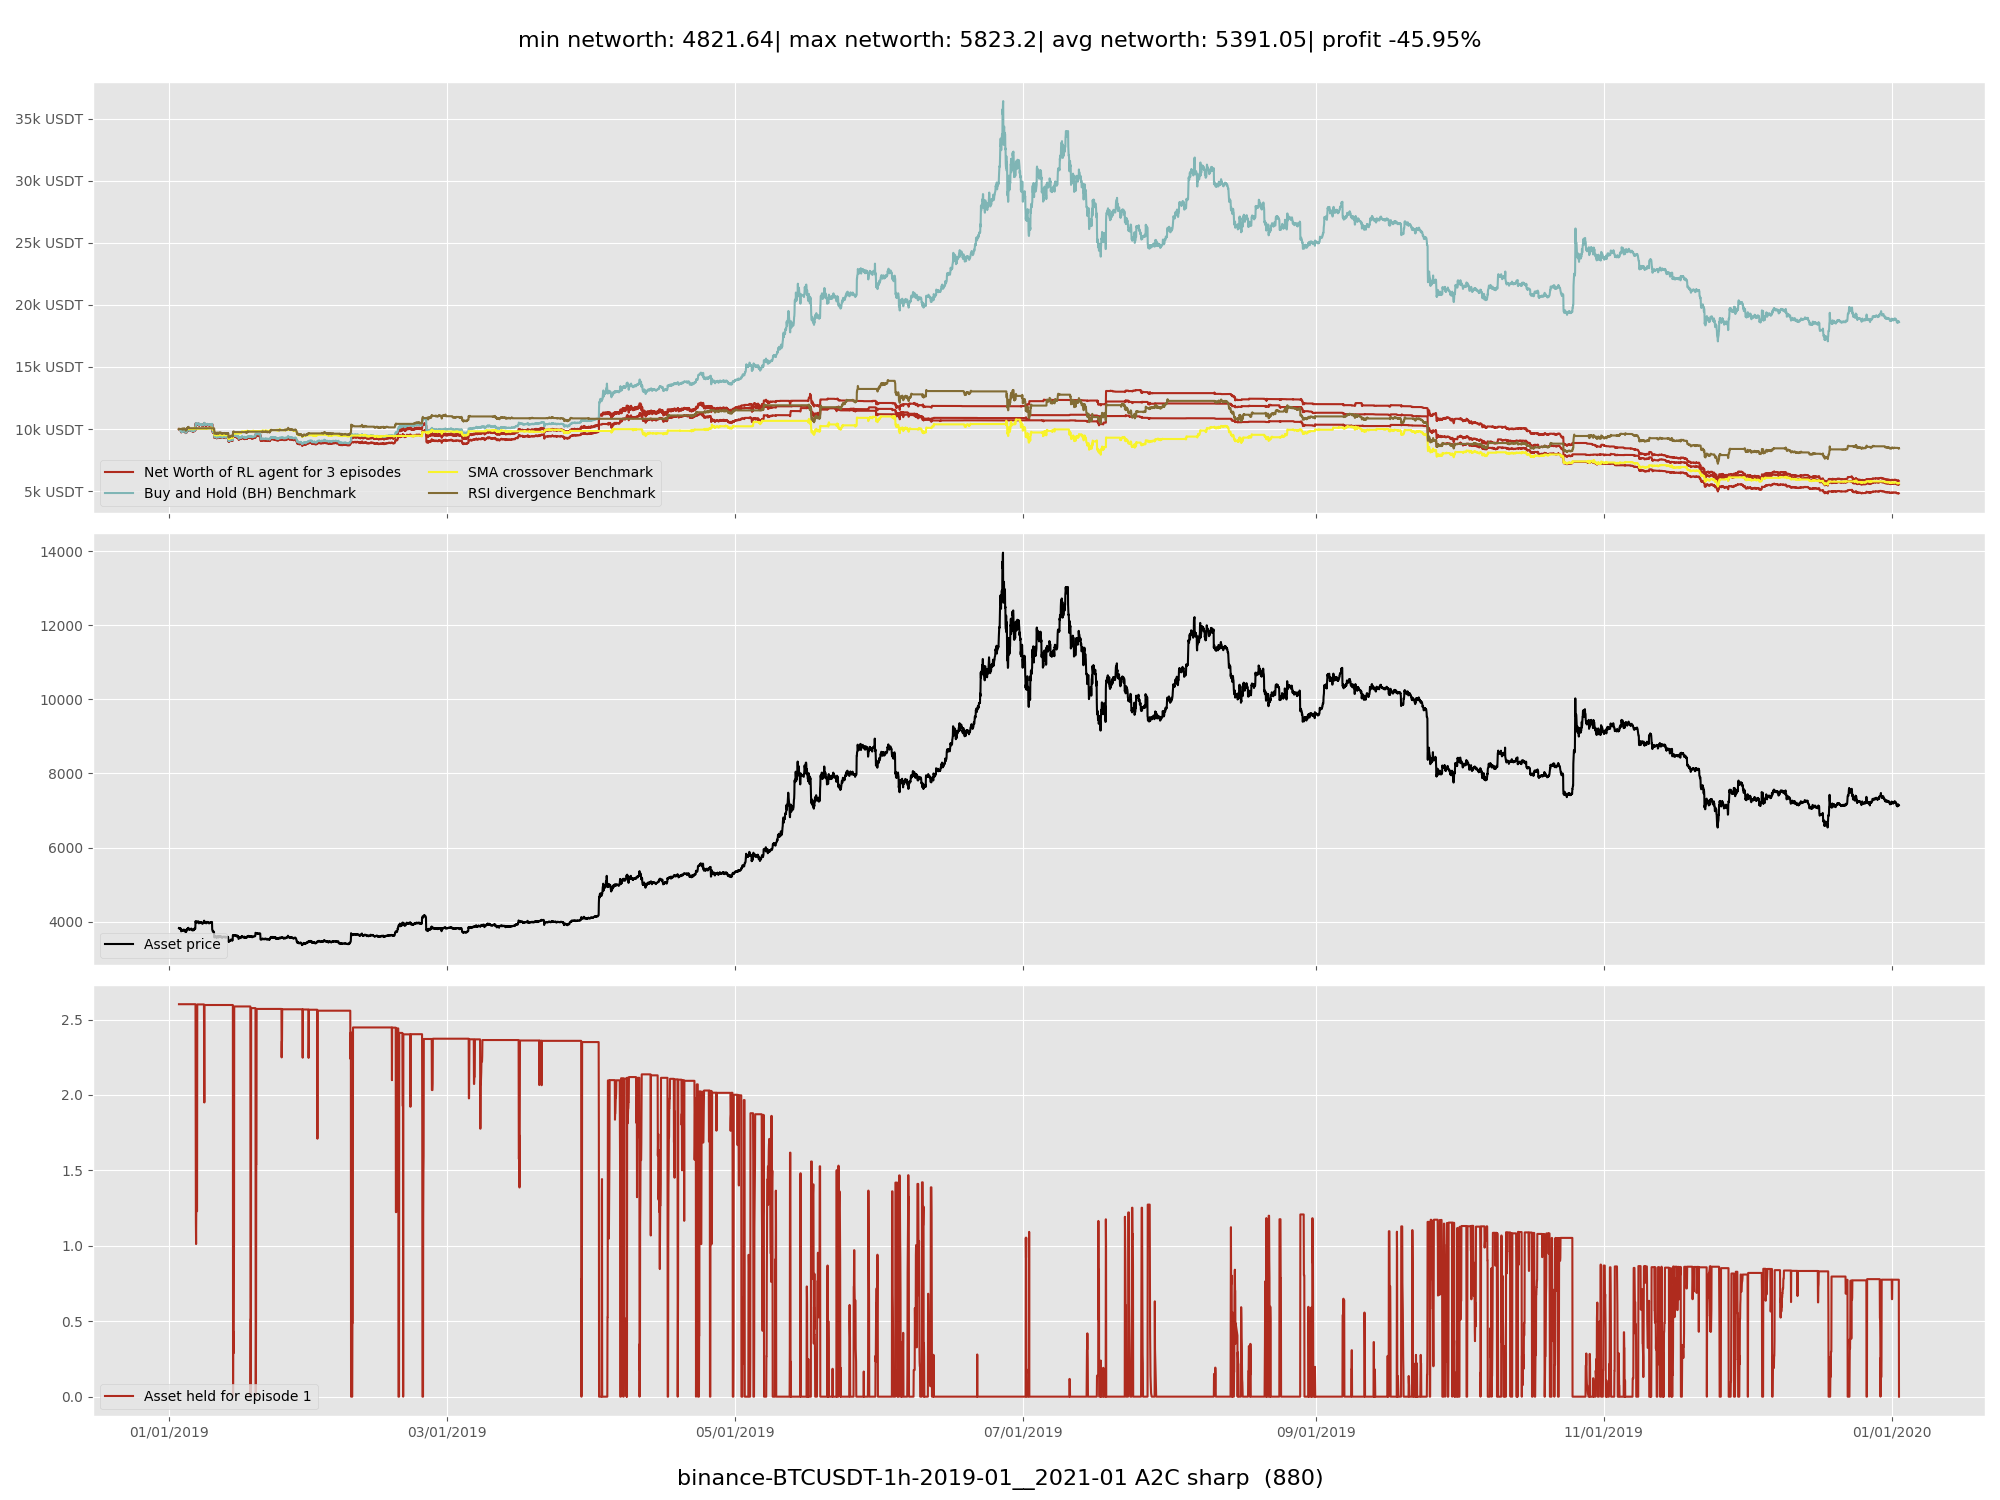 min networth: 4821.64| max networth: 5823.2| avg networth: 5391.05| profit -45.95%
35k USDT
30k USDT
25k USDT
20k USDT
15k USDT
10k USDT
5k USDT
Net Worth of RL agent for 3 episodes
Buy and Hold (BH) Benchmark
SMA crossover Benchmark
RSI divergence Benchmark
14000
12000
10000
8000
6000
4000
Asset price
2.5
2.0
1.5
1.0
0.5
0.0
Asset held for episode 1
01/01/2019 03/01/2019 05/01/2019 07/01/2019 09/01/2019 11/01/2019 01/01/2020
binance-BTCUSDT-1h-2019-01__2021-01 A2C sharp (880)